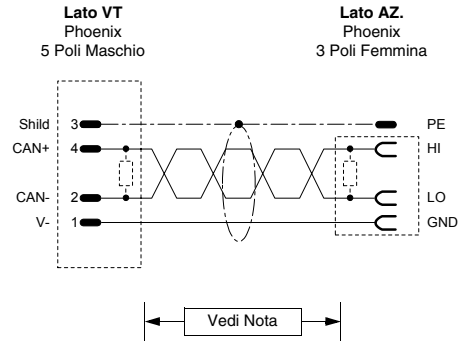 Lato VT
Phoenix
5 Poli Maschio
Lato AZ.
Phoenix
3 Poli Femmina
Shild 3 PE
CAN+ 4 HI
CAN- 2 LO
V- 1 GND
Vedi Nota